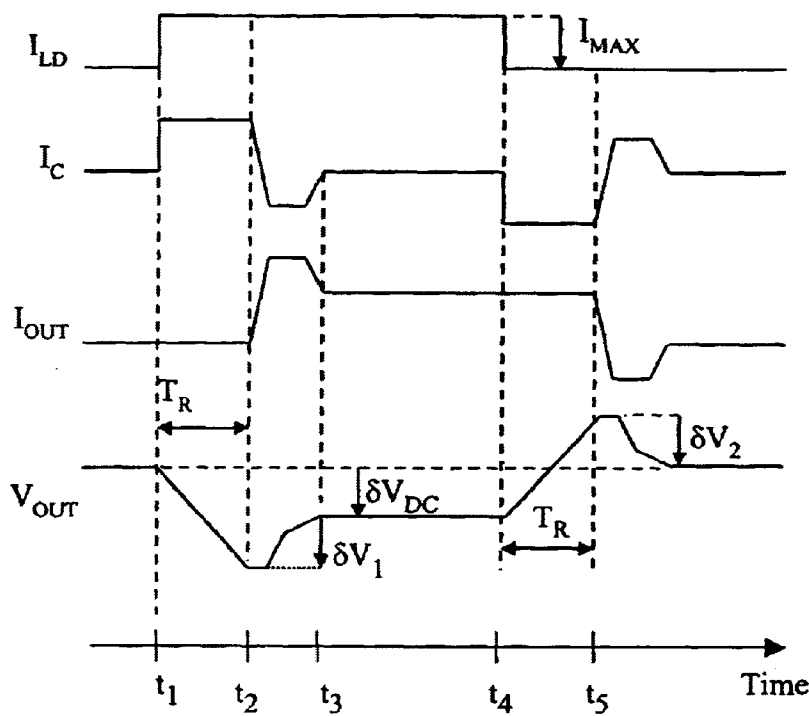 I_LD
I_MAX
I_C
I_OUT
T_R
δV_2
V_OUT
δV_DC
T_R
δV_1
t_1 t_2 t_3 t_4 t_5 Time